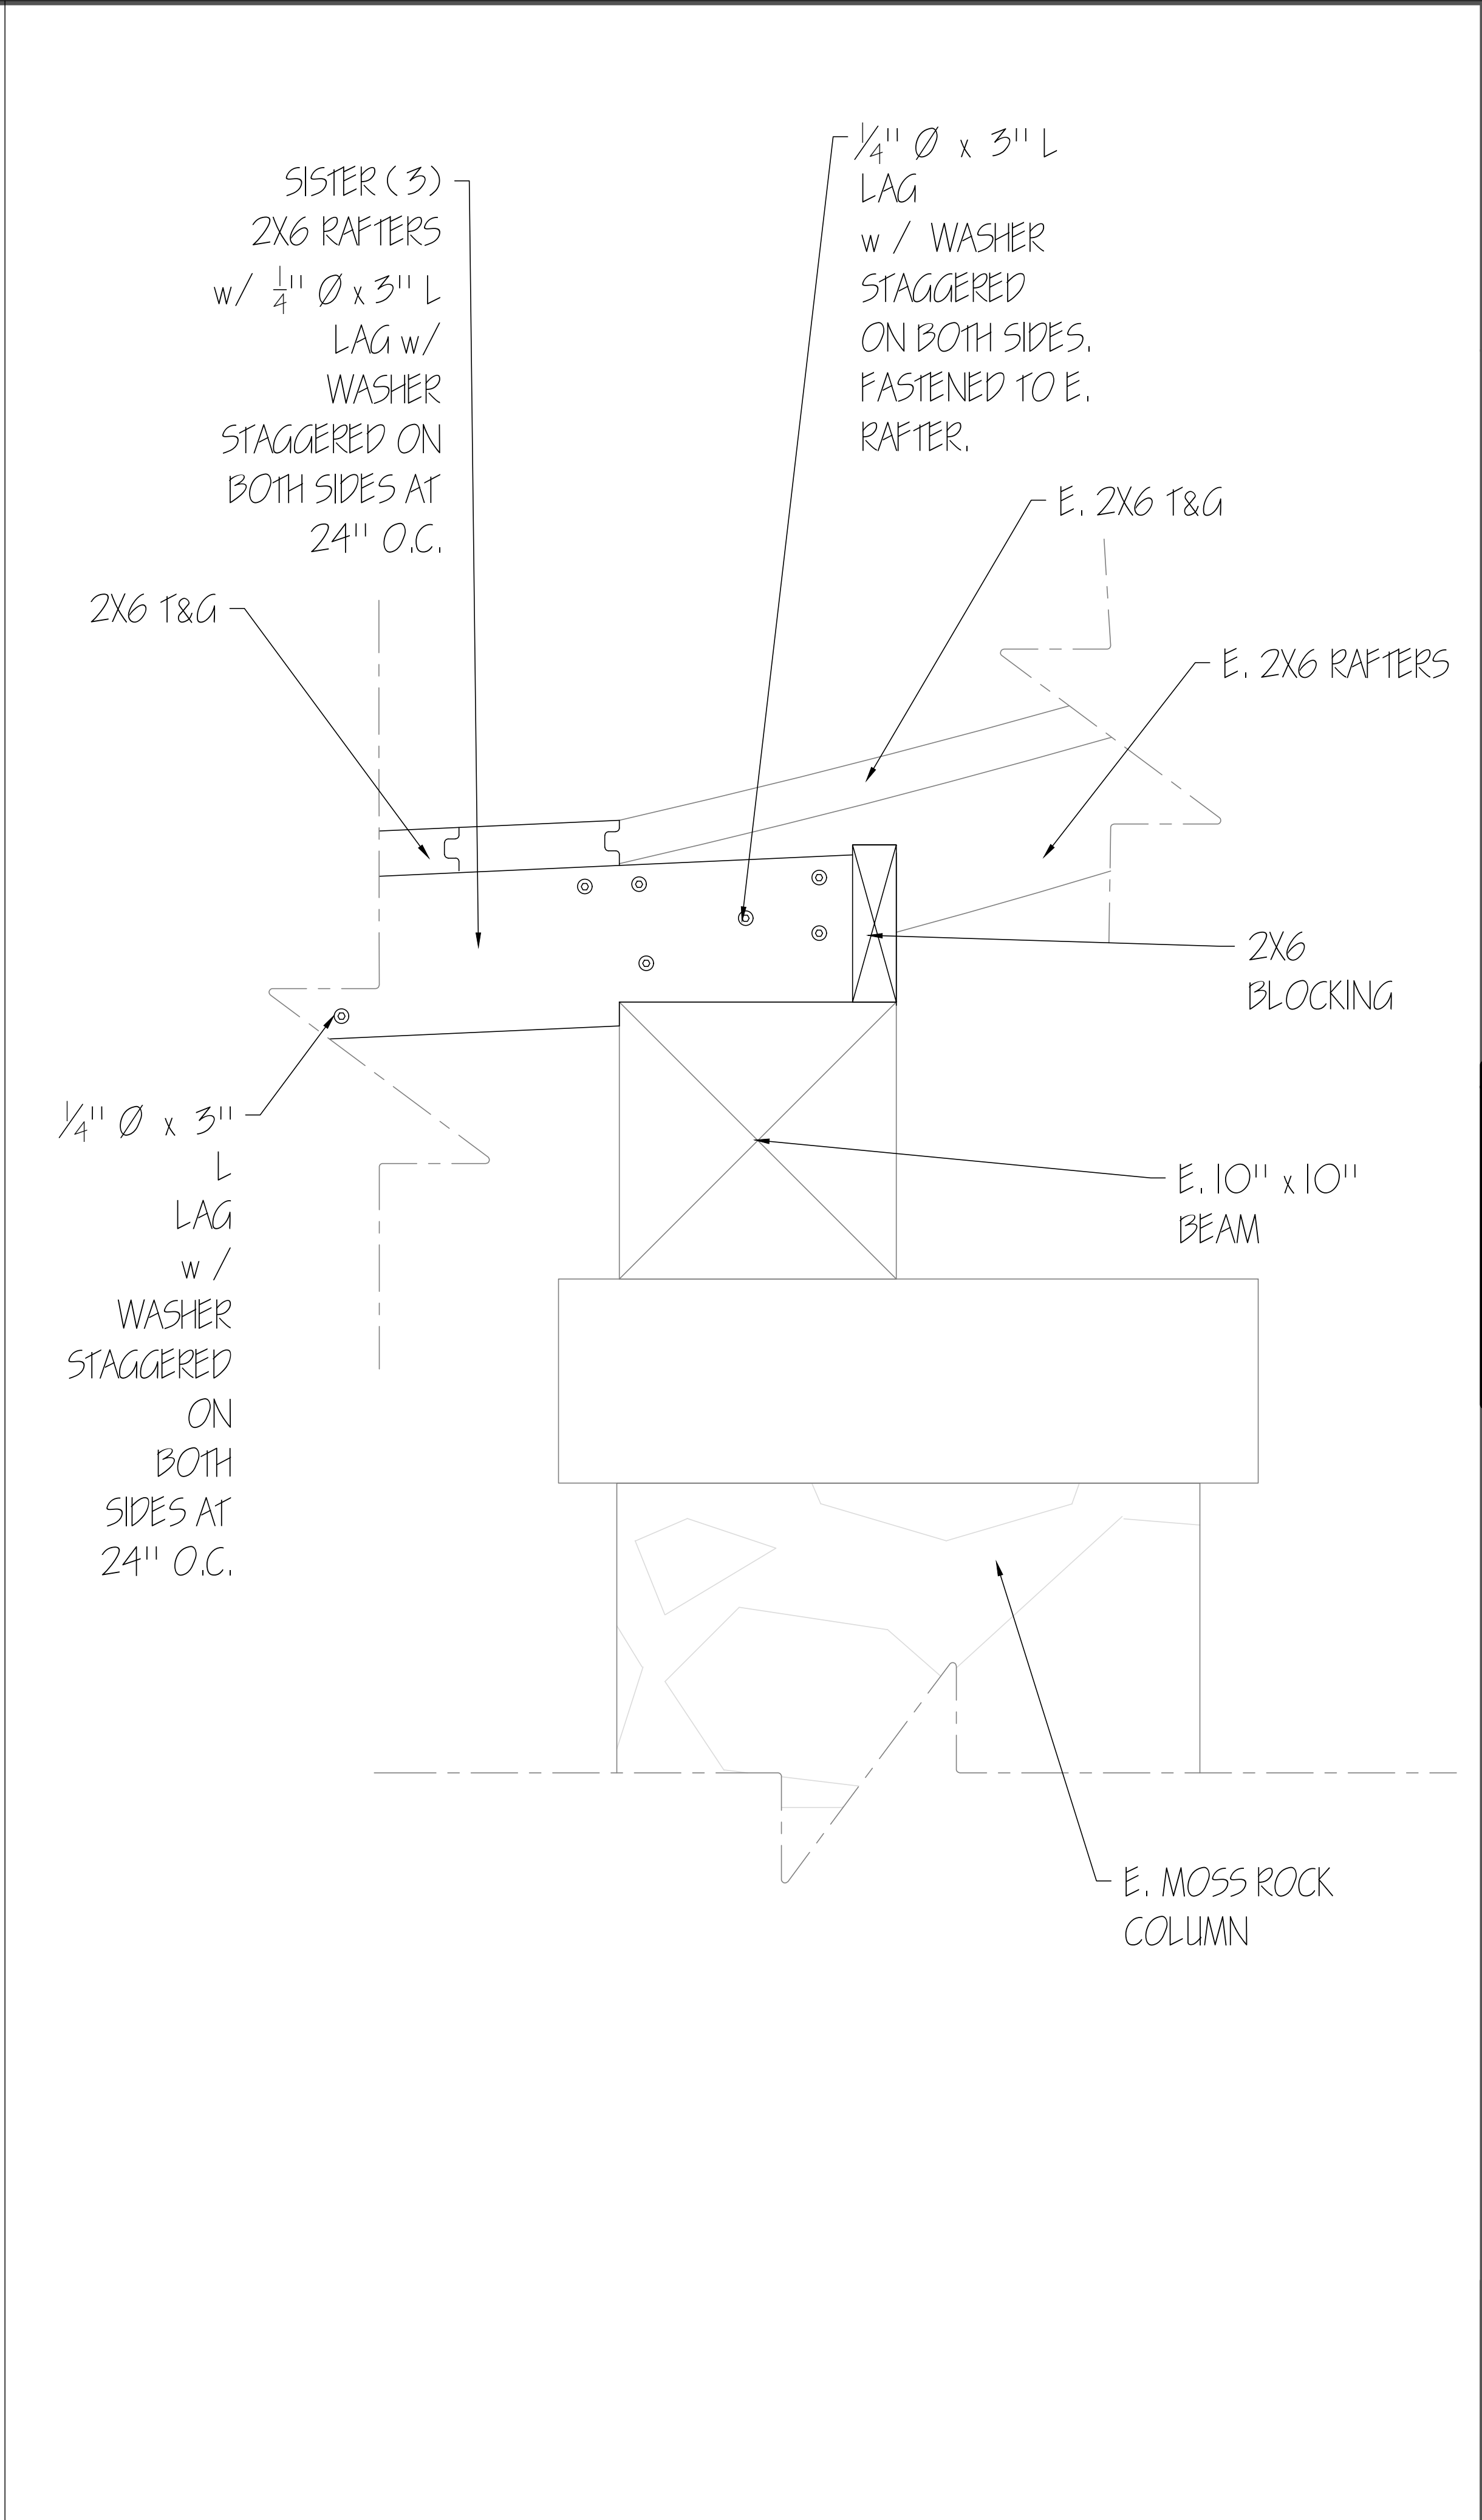 SISTER (3)
2X6 RAFTERS
w/ 1/4" Ø x 3" L
LAG w/
WASHER
STAGGERED ON
BOTH SIDES AT
24" O.C.
1/4" Ø x 3" L
LAG
w / WASHER
STAGGERED
ON BOTH SIDES.
FASTENED TO E.
RAFTER.
E. 2X6 T&G
2X6 T&G
E. 2X6 RAFTERS
2X6
BLOCKING
1/4" Ø x 3"
L
LAG
w /
WASHER
STAGGERED
ON
BOTH
SIDES AT
24" O.C.
E. 10" x 10"
BEAM
E. MOSS ROCK
COLUMN